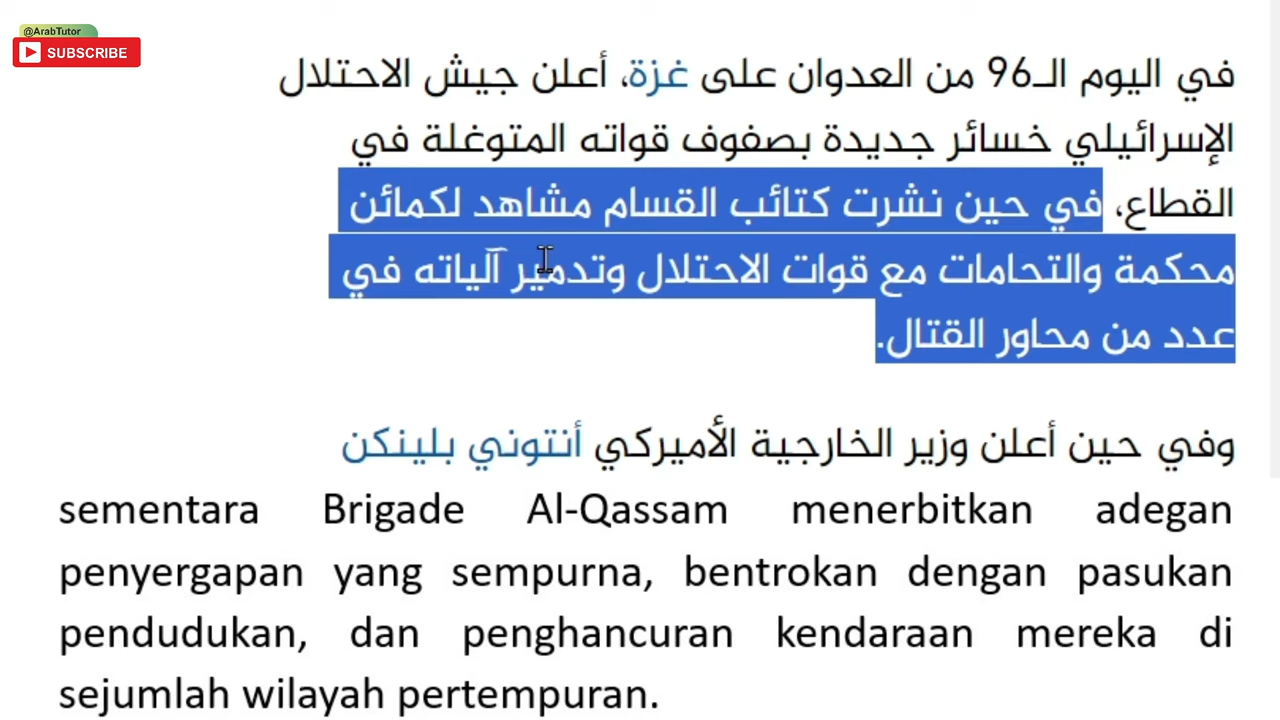 @ArabTutor
SUBSCRIBE
في اليوم الـ96 من العدوان على غزة، أعلن جيش الاحتلال
الإسرائيلي خسائر جديدة بصفوف قواته المتوغلة في
القطاع، في حين نشرت كتائب القسام مشاهد لكمائن
محكمة والتحامات مع قوات الاحتلال وتدمير آلياته في
عدد من محاور القتال.
وفي حين أعلن وزير الخارجية الأميركي أنتوني بلينكن
sementara Brigade Al-Qassam menerbitkan adegan
penyergapan yang sempurna, bentrokan dengan pasukan
pendudukan, dan penghancuran kendaraan mereka di
sejumlah wilayah pertempuran.